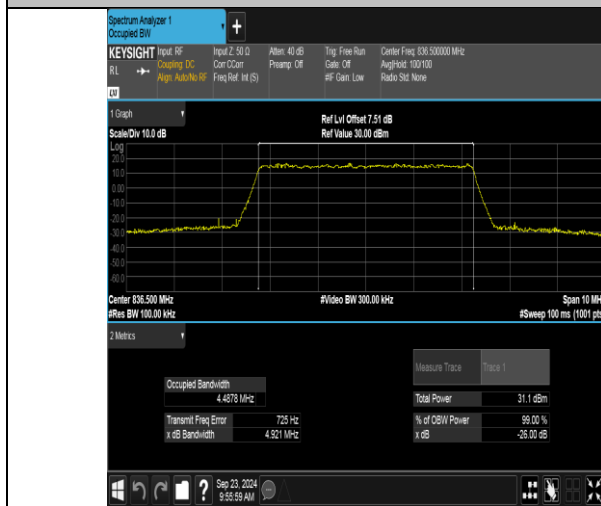 Spectrum Analyzer 1
Occupied BW
+
KEYSIGHT Input: RF Input Z: 50 Ω Atten: 40 dB Trig: Free Run Center Freq: 836.500000 MHz
RL Coupling: DC Corr CCorr Preamp: Off Gate: Off Avg|Hold: 100/100
Align: Auto/No RF Freq Ref: Int (S) #IF Gain: Low Radio Std: None
LXI
1 Graph
Ref Lvl Offset 7.51 dB
Scale/Div 10.0 dB Ref Value 30.00 dBm
Log
20.0
10.0
0.00
-10.0
-20.0
-30.0
-40.0
-50.0
-60.0
Center 836.500 MHz #Video BW 300.00 kHz Span 10 MH
#Res BW 100.00 kHz #Sweep 100 ms (1001 pts
2 Metrics
Measure Trace Trace 1
Occupied Bandwidth
4.4878 MHz
Total Power 31.1 dBm
Transmit Freq Error 725 Hz % of OBW Power 99.00 %
x dB Bandwidth 4.921 MHz x dB -26.00 dB
?
Sep 23, 2024
9:55:59 AM